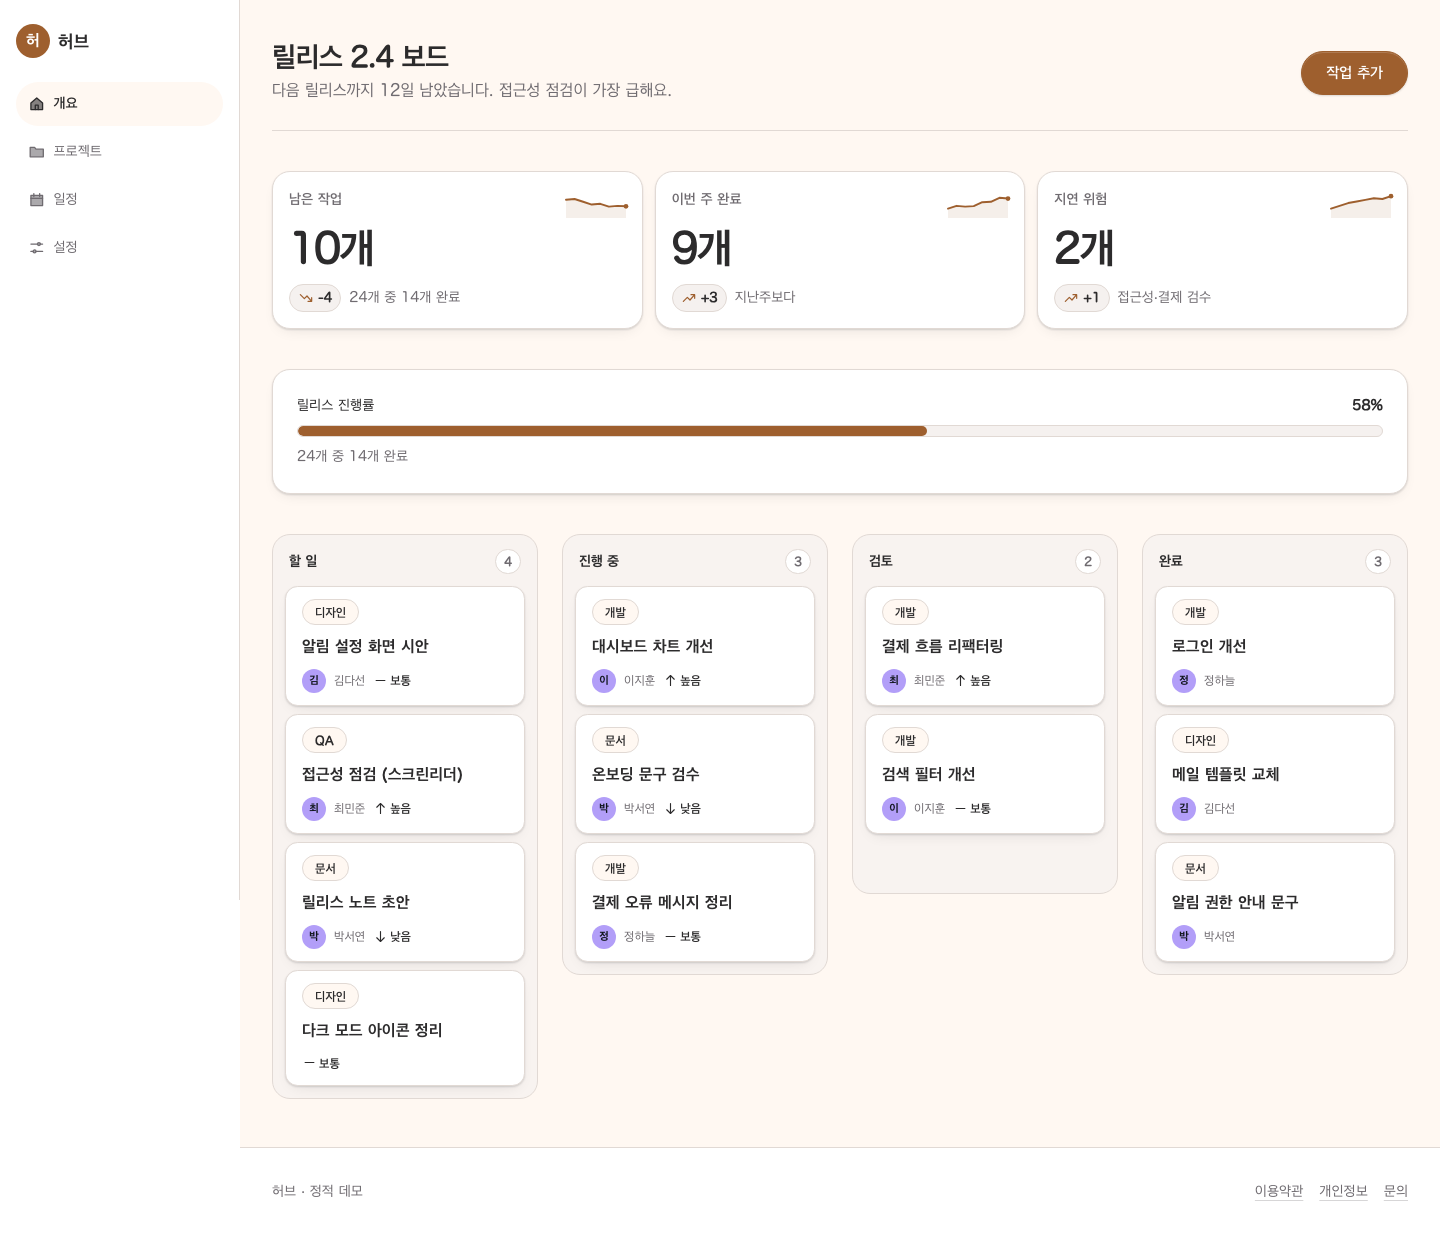 허 허브
개요
프로젝트
일정
설정
릴리스 2.4 보드
다음 릴리스까지 12일 남았습니다. 접근성 점검이 가장 급해요.
작업 추가
남은 작업
10개
-4 24개 중 14개 완료
이번 주 완료
9개
+3 지난주보다
지연 위험
2개
+1 접근성·결제 검수
릴리스 진행률 58%
24개 중 14개 완료
할 일 4
디자인
알림 설정 화면 시안
김 김다선 보통
QA
접근성 점검 (스크린리더)
최 최민준 ↑ 높음
문서
릴리스 노트 초안
박 박서연 ↓ 낮음
디자인
다크 모드 아이콘 정리
보통
진행 중 3
개발
대시보드 차트 개선
이 이지훈 ↑ 높음
문서
온보딩 문구 검수
박 박서연 ↓ 낮음
개발
결제 오류 메시지 정리
정 정하늘 보통
검토 2
개발
결제 흐름 리팩터링
최 최민준 ↑ 높음
개발
검색 필터 개선
이 이지훈 보통
완료 3
개발
로그인 개선
정 정하늘
디자인
메일 템플릿 교체
김 김다선
문서
알림 권한 안내 문구
박 박서연
허브 · 정적 데모
이용약관 개인정보 문의